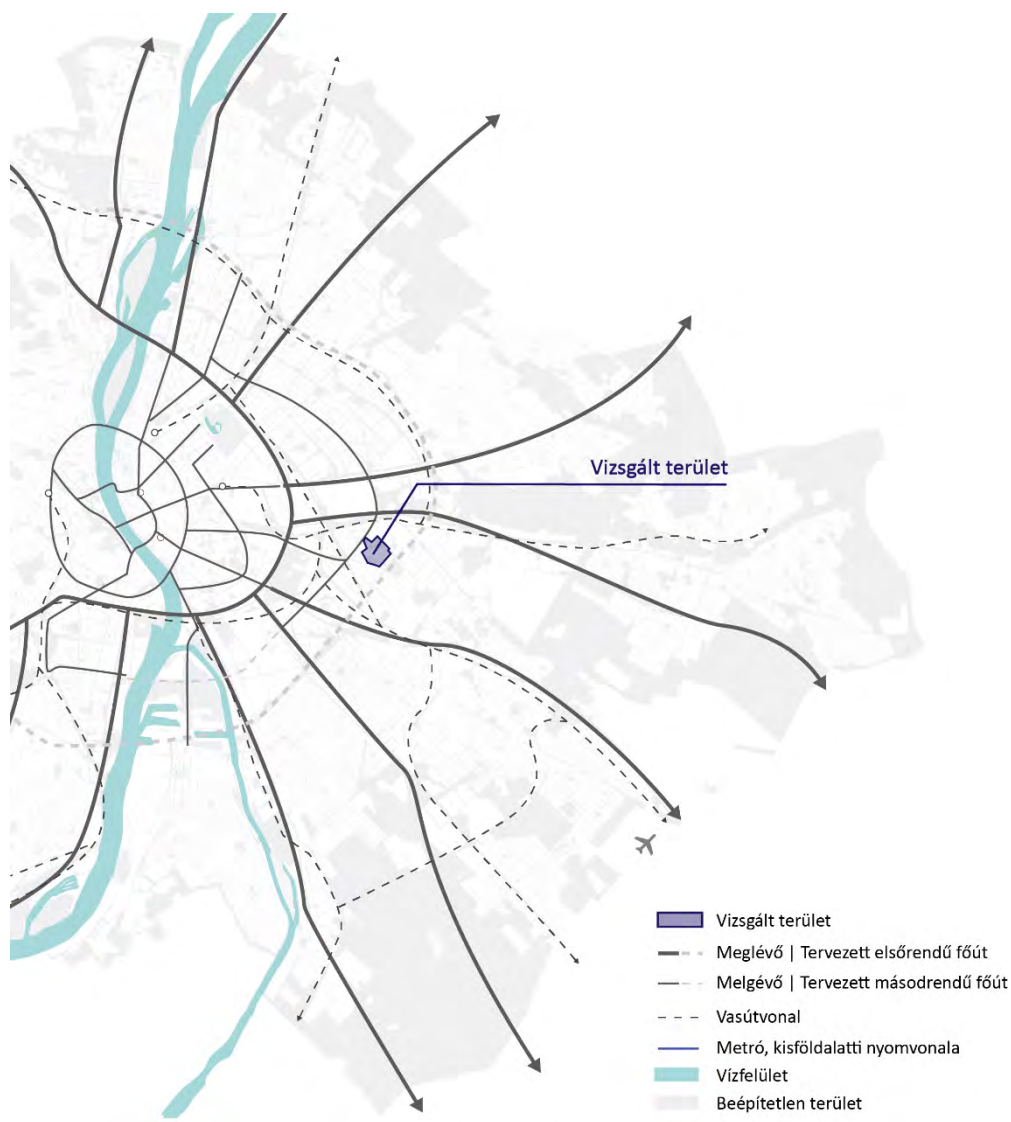 Vizsgált terület
Vizsgált terület
Meglévő | Tervezett elsőrendű főút
Melgévő | Tervezett másodrendű főút
Vasútvonal
Metró, kisföldalatti nyomvonala
Vízfelület
Beépítetlen terület